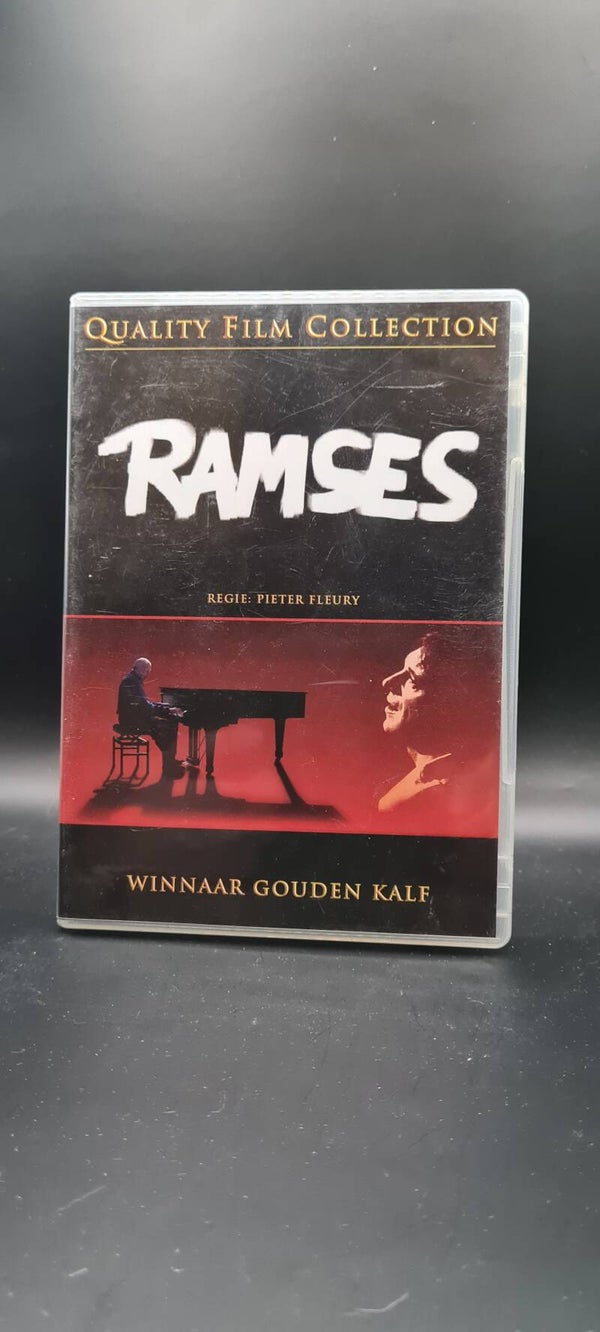 QUALITY FILM COLLECTION
RAMSES
REGIE: PIETER FLEURY
WINNAAR GOUDEN KALF